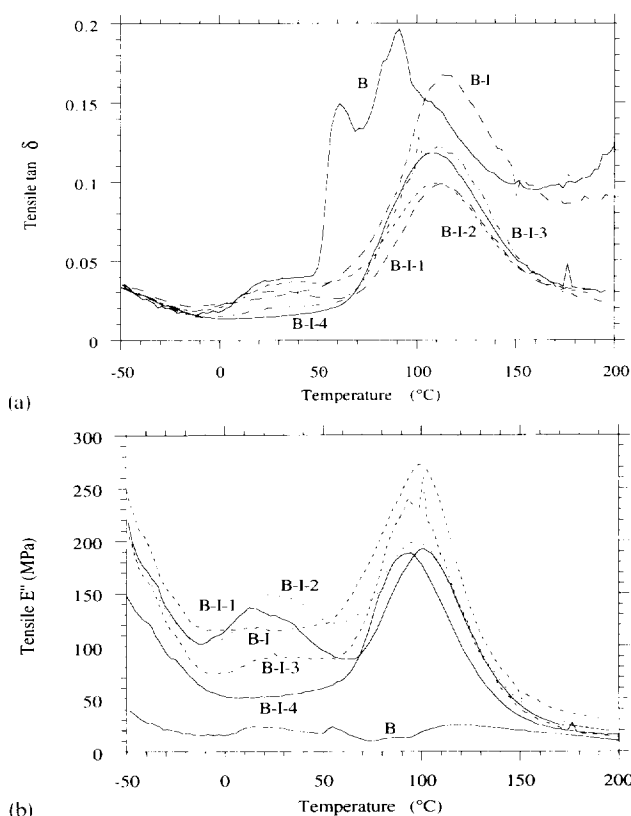 0.2
B
B-I
0.15
Tensile tan δ
0.1
B-I-2
B-I-3
0.05
B-I-1
B-I-4
0
-50 0 50 100 150 200
Temperature (°C)
(a)
300
250
200
Tensile E" (MPa)
150
B-I-1
B-I-2
B-I
100
B-I-3
50
B-I-4
B
0
-50 0 50 100 150 200
Temperature (°C)
(b)